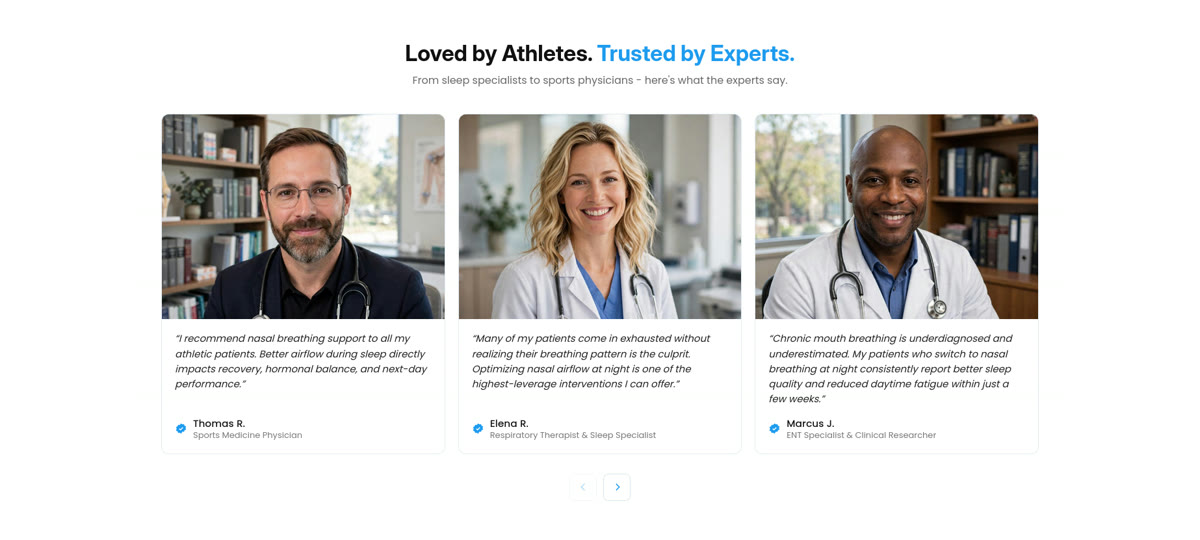 Loved by Athletes. Trusted by Experts.
From sleep specialists to sports physicians - here's what the experts say.
“I recommend nasal breathing support to all my
athletic patients. Better airflow during sleep directly
impacts recovery, hormonal balance, and next-day
performance.”
Thomas R.
Sports Medicine Physician
“Many of my patients come in exhausted without
realizing their breathing pattern is the culprit.
Optimizing nasal airflow at night is one of the
highest-leverage interventions I can offer.”
Elena R.
Respiratory Therapist & Sleep Specialist
“Chronic mouth breathing is underdiagnosed and
underestimated. My patients who switch to nasal
breathing at night consistently report better sleep
quality and reduced daytime fatigue within just a
few weeks.”
Marcus J.
ENT Specialist & Clinical Researcher